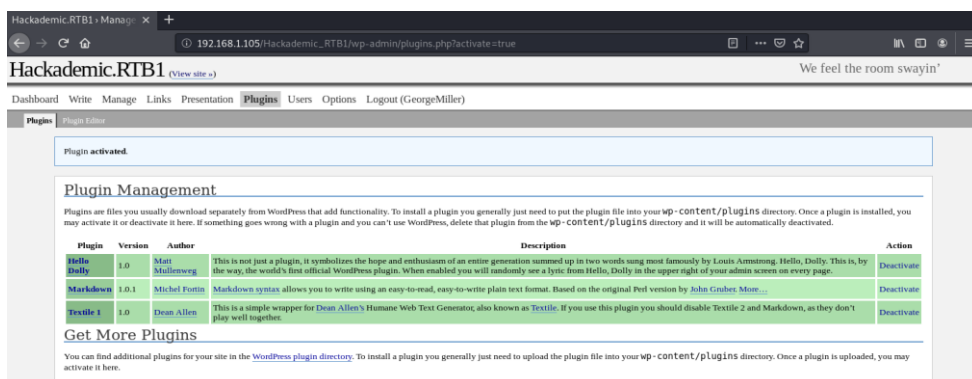 Hackademic.RTB1 › Manage × +
192.168.1.105/Hackademic_RTB1/wp-admin/plugins.php?activate=true
Hackademic.RTB1 (View site ») We feel the room swayin’
Dashboard Write Manage Links Presentation Plugins Users Options Logout (GeorgeMiller)
Plugins Plugin Editor
Plugin activated.
Plugin Management
Plugins are files you usually download separately from WordPress that add functionality. To install a plugin you generally just need to put the plugin file into your wp-content/plugins directory. Once a plugin is installed, you
may activate it or deactivate it here. If something goes wrong with a plugin and you can’t use WordPress, delete that plugin from the wp-content/plugins directory and it will be automatically deactivated.
Plugin Version Author Description Action
Hello Dolly 1.0 Matt Mullenweg This is not just a plugin, it symbolizes the hope and enthusiasm of an entire generation summed up in two words sung most famously by Louis Armstrong. Hello, Dolly. This is, by
the way, the world’s first official WordPress plugin. When enabled you will randomly see a lyric from Hello, Dolly in the upper right of your admin screen on every page. Deactivate
Markdown 1.0.1 Michel Fortin Markdown syntax allows you to write using an easy-to-read, easy-to-write plain text format. Based on the original Perl version by John Gruber. More... Deactivate
Textile 1 1.0 Dean Allen This is a simple wrapper for Dean Allen’s Humane Web Text Generator, also known as Textile. If you use this plugin you should disable Textile 2 and Markdown, as they don’t
play well together. Deactivate
Get More Plugins
You can find additional plugins for your site in the WordPress plugin directory. To install a plugin you generally just need to upload the plugin file into your wp-content/plugins directory. Once a plugin is uploaded, you may
activate it here.